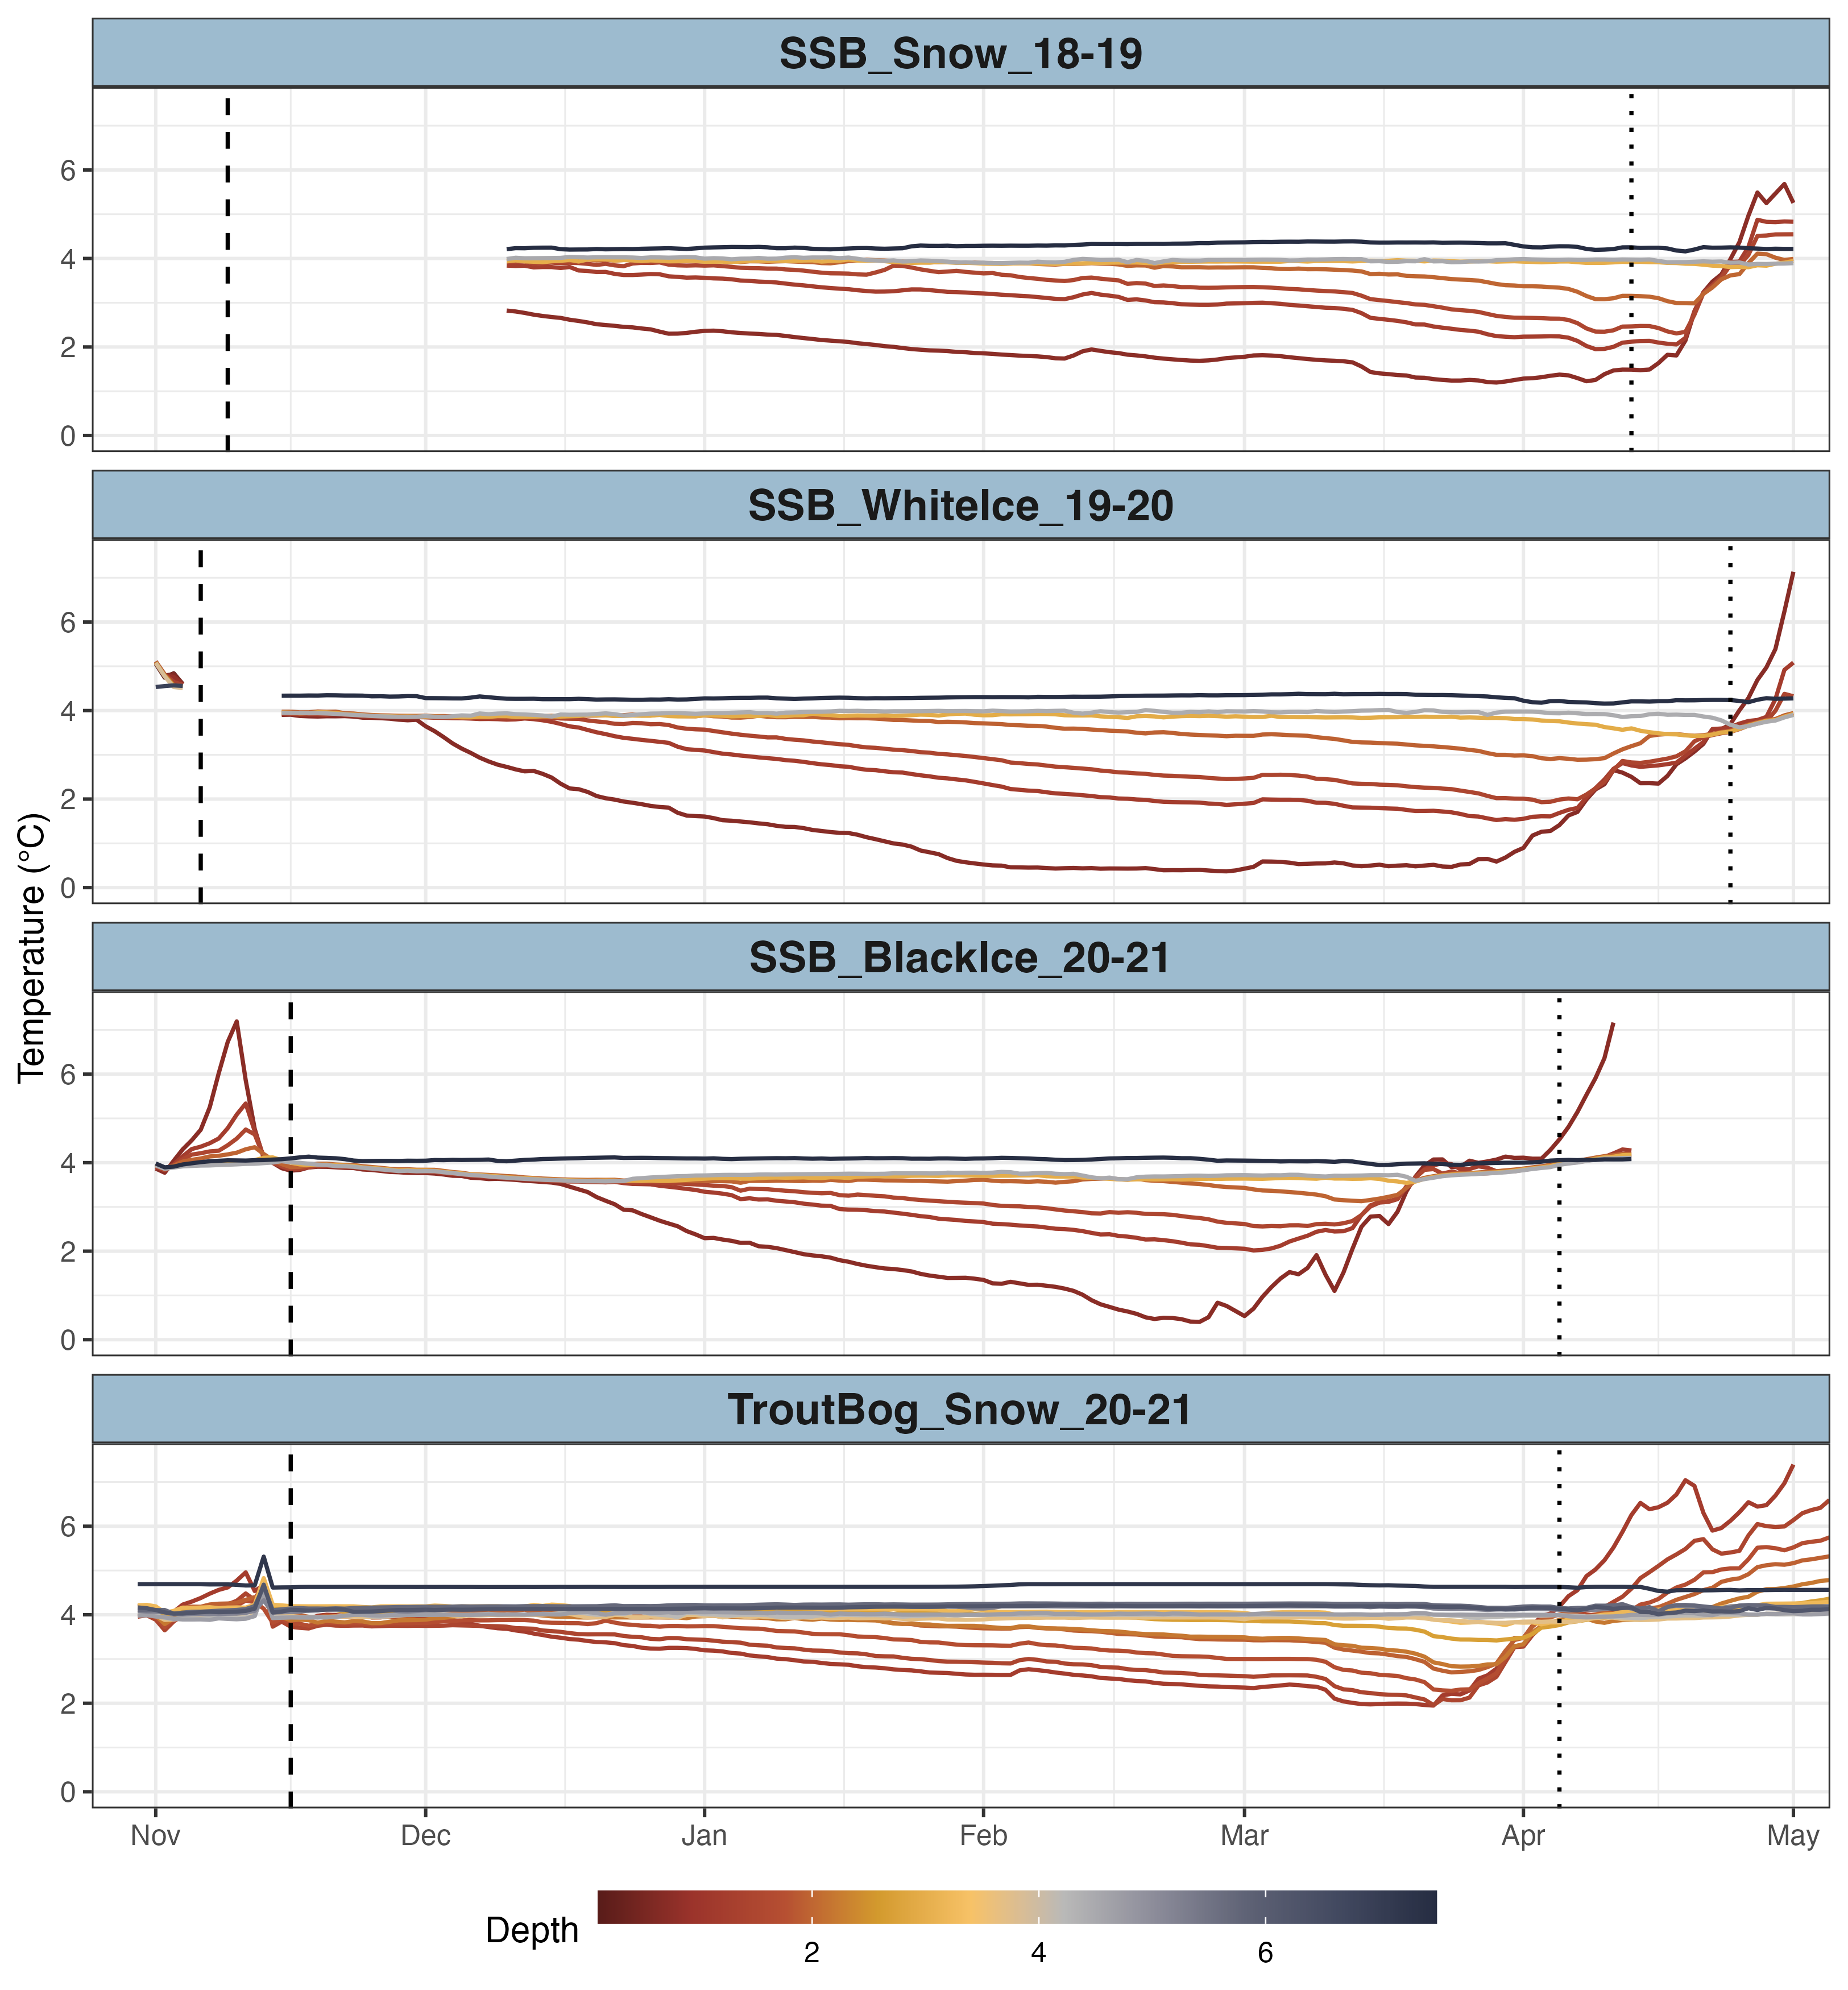 SSB_Snow_18-19
6
4
2
0
SSB_WhiteIce_19-20
6
4
2
0
SSB_BlackIce_20-21
6
4
2
0
TroutBog_Snow_20-21
6
4
2
0
Temperature (°C)
Nov Dec Jan Feb Mar Apr May
Depth
2 4 6